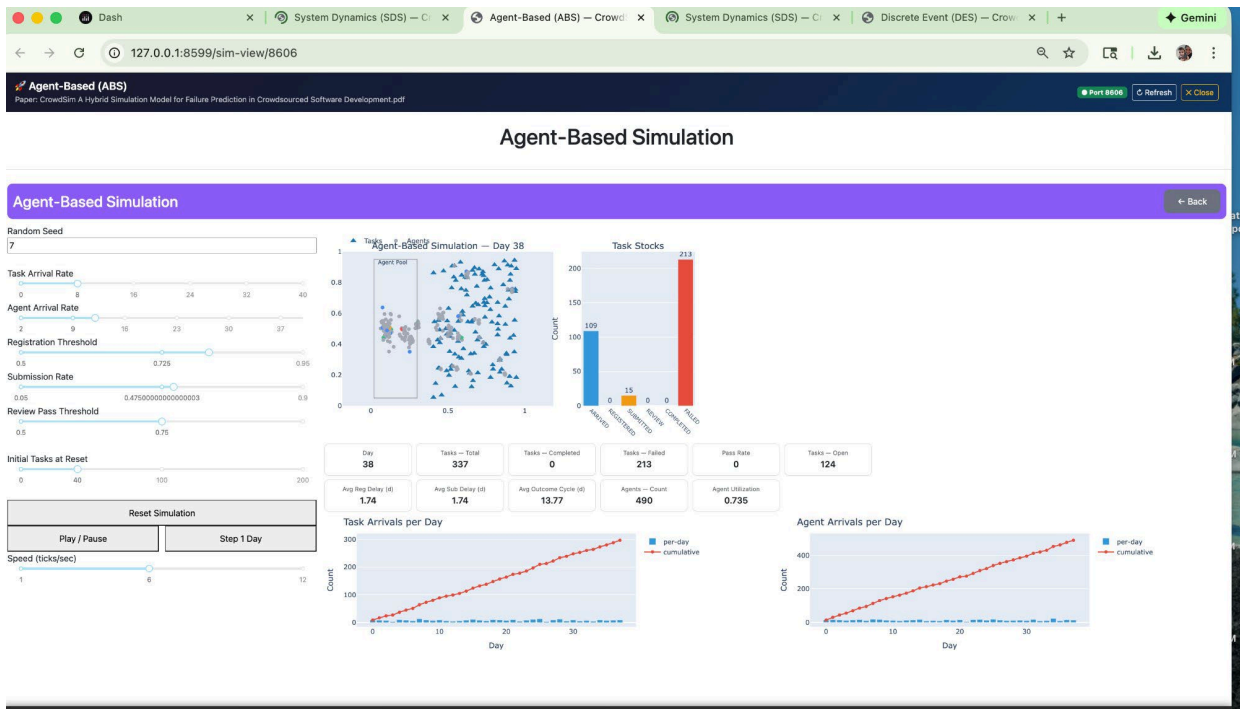 Dash
System Dynamics (SDS) – C
Agent-Based (ABS) – Crowd
System Dynamics (SDS) – C
Discrete Event (DES) – Crow
Gemini
127.0.0.1:8599/sim-view/8606
🚀 Agent-Based (ABS)
Paper: CrowdSim A Hybrid Simulation Model for Failure Prediction in Crowdsourced Software Development.pdf
Port 8606
Refresh
Close
Agent-Based Simulation
Agent-Based Simulation
← Back
Random Seed
7
Task Arrival Rate
0 8 16 24 32 40
Agent Arrival Rate
2 9 16 23 30 37
Registration Threshold
0.5 0.725 0.95
Submission Rate
0.05 0.47500000000000003 0.9
Review Pass Threshold
0.5 0.75
Initial Tasks at Reset
0 40 100 200
Reset Simulation
Play / Pause
Step 1 Day
Speed (ticks/sec)
1 6 12
Tasks Agents
Agent-Based Simulation — Day 38
Agent Pool
1
0.8
0.6
0.4
0.2
0
0 0.5 1
Task Stocks
Count
200
150
100
50
0
109 0 15 0 0 213
ARRIVED
REGISTERED
SUBMITTED
REVIEW
COMPLETED
FAILED
Day
38
Tasks — Total
337
Tasks — Completed
0
Tasks — Failed
213
Pass Rate
0
Tasks — Open
124
Avg Reg Delay (d)
1.74
Avg Sub Delay (d)
1.74
Avg Outcome Cycle (d)
13.77
Agents — Count
490
Agent Utilization
0.735
Task Arrivals per Day
Count
300
200
100
0
0 10 20 30
Day
per-day
cumulative
Agent Arrivals per Day
Count
400
200
0
0 10 20 30
Day
per-day
cumulative